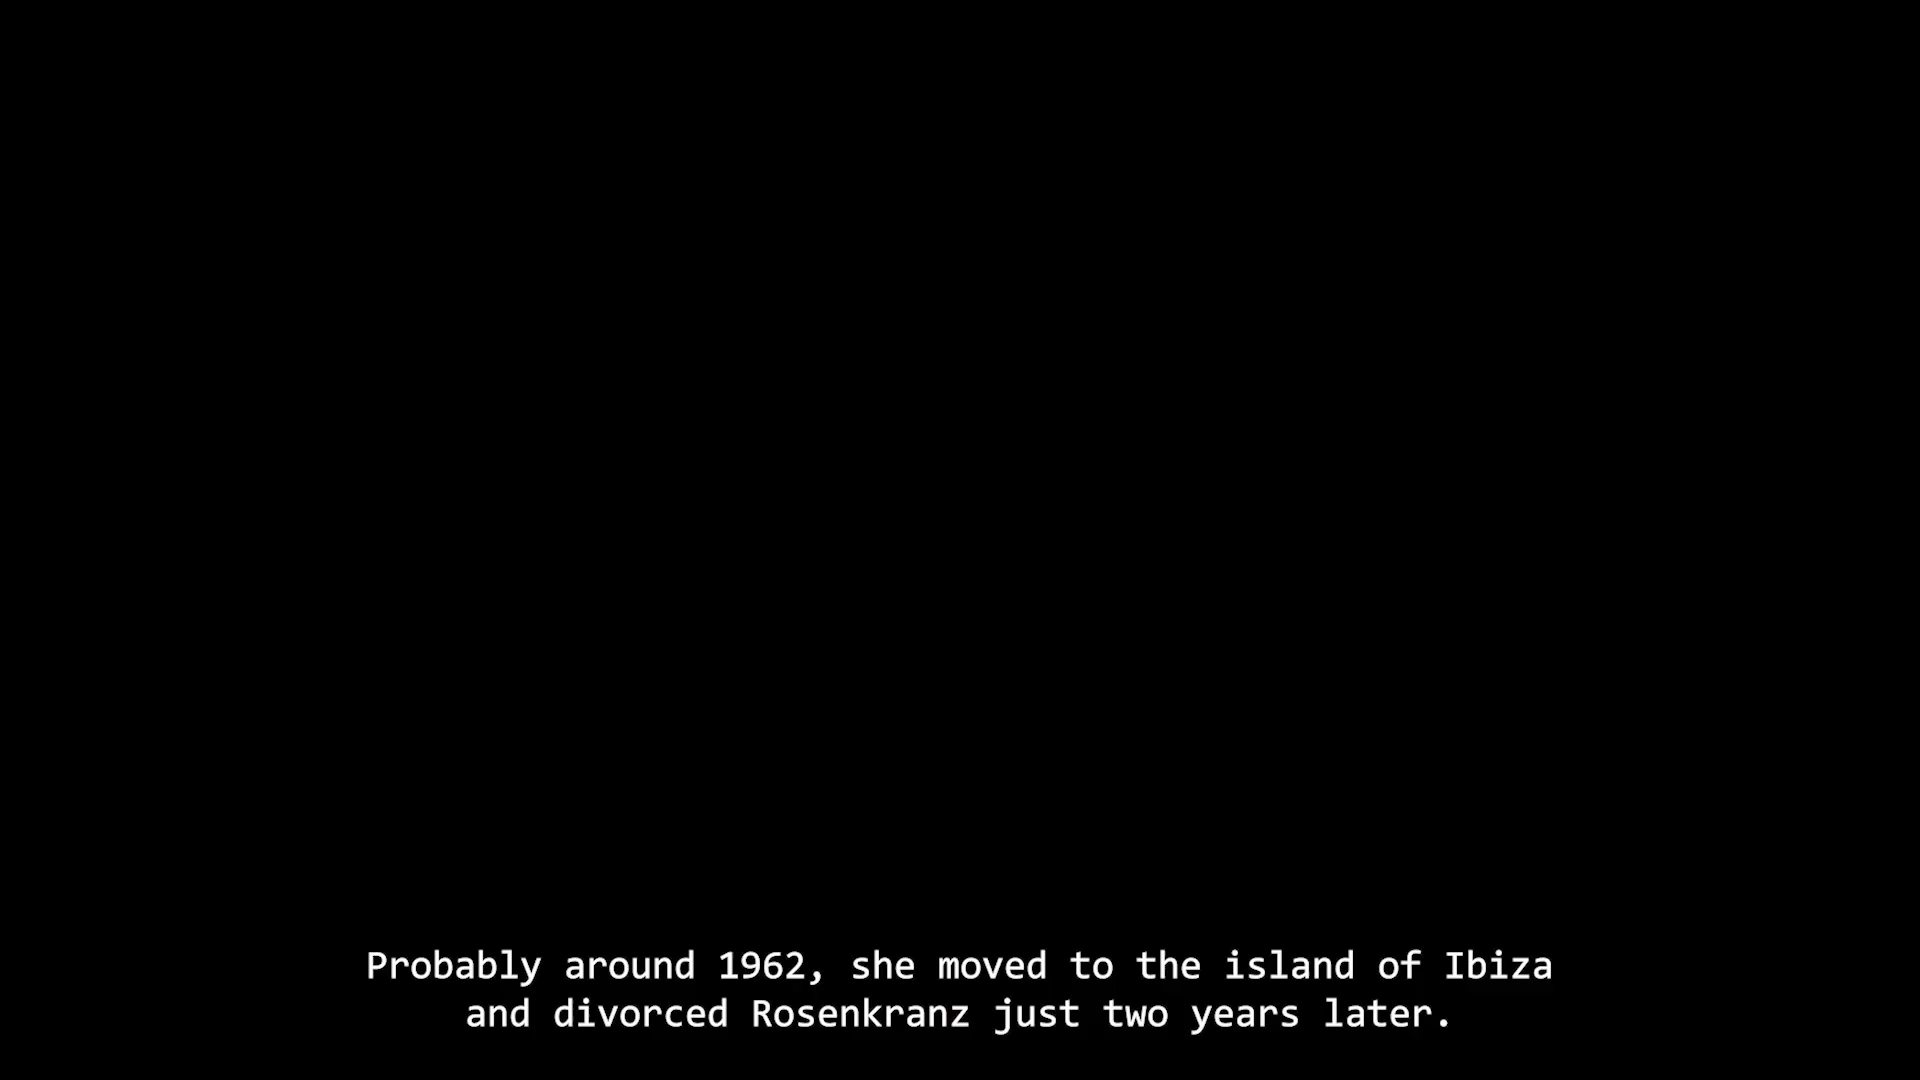 Probably around 1962, she moved to the island of Ibiza
and divorced Rosenkranz just two years later.